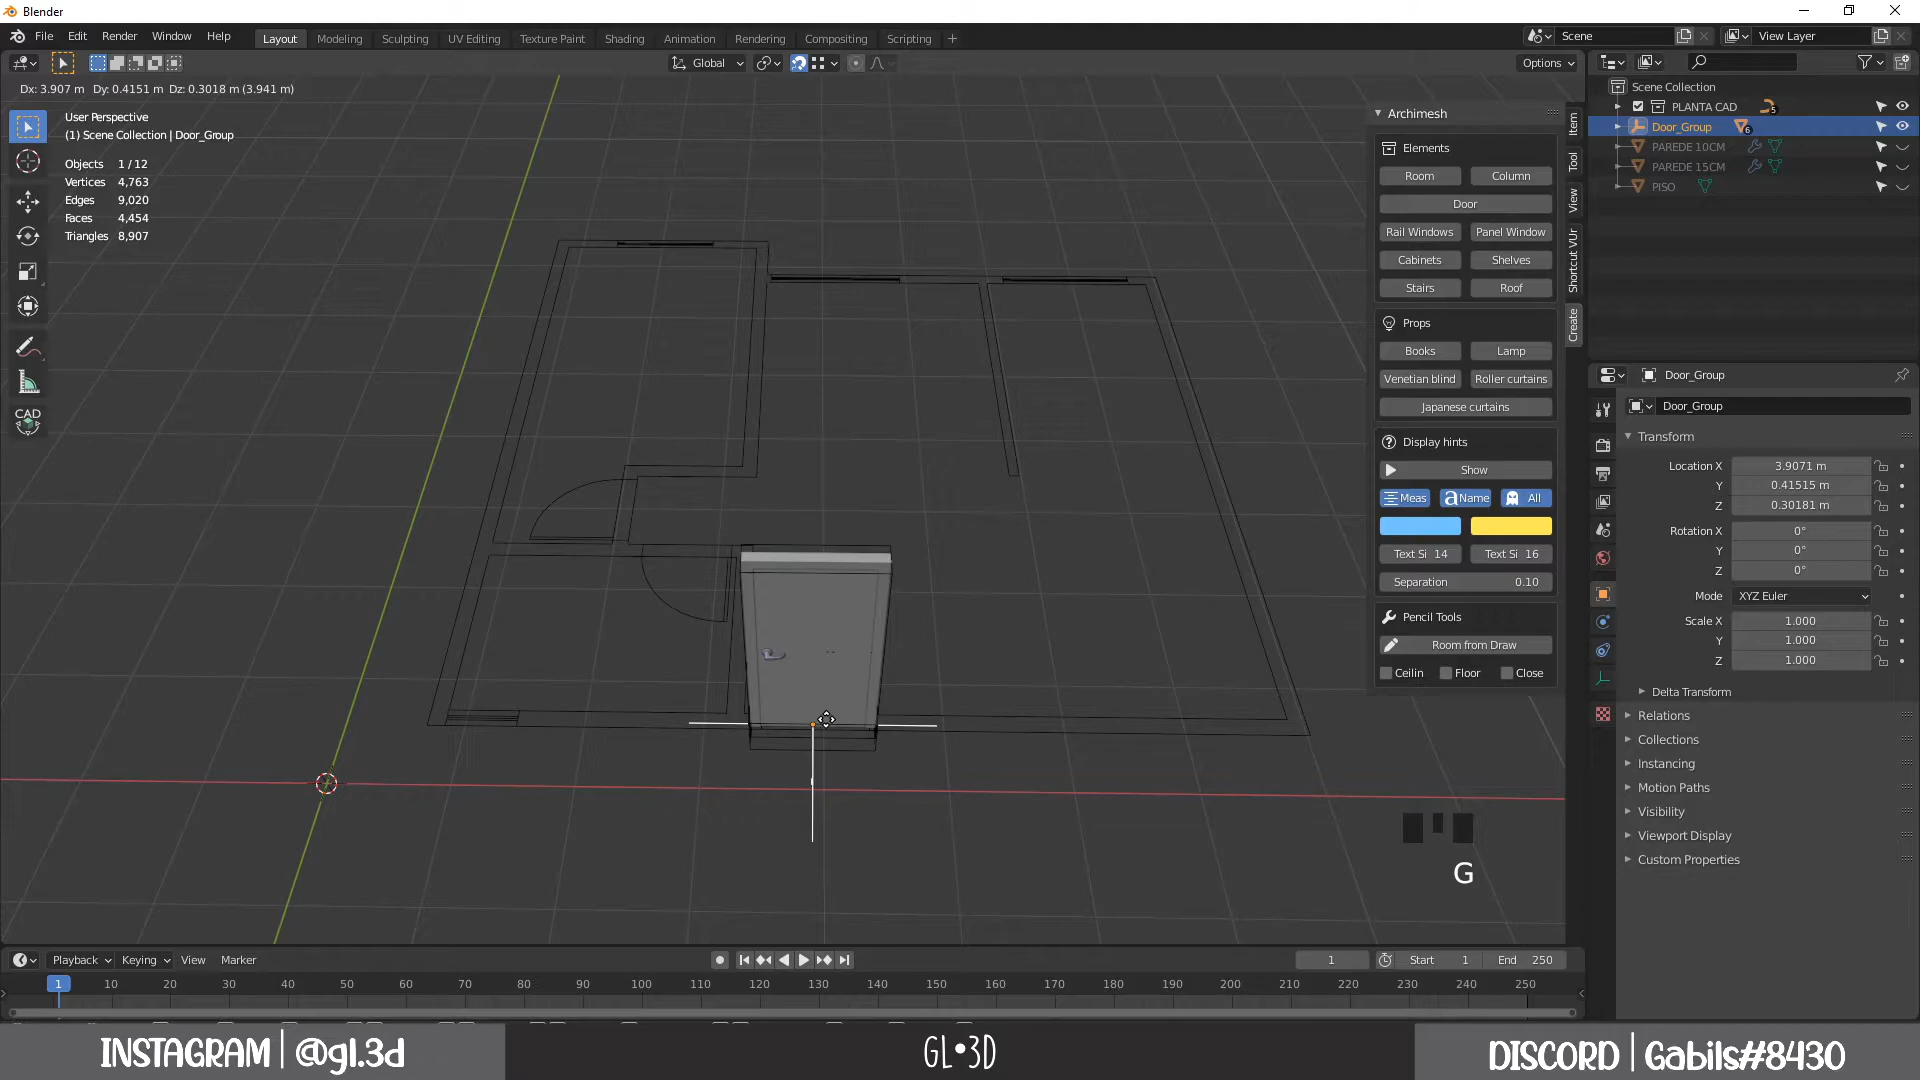 Blender
File Edit Render Window Help
Layout Modeling Sculpting UV Editing Texture Paint Shading Animation Rendering Compositing Scripting +
Scene
View Layer
Global
Options
Dx: 3.907 m Dy: 0.4151 m Dz: 0.3018 m (3.941 m)
User Perspective
(1) Scene Collection | Door_Group
Objects 1 / 12
Vertices 4,763
Edges 9,020
Faces 4,454
Triangles 8,907
CAD
Archimesh
Elements
Room Column
Door
Rail Windows Panel Window
Cabinets Shelves
Stairs Roof
Props
Books Lamp
Venetian blind Roller curtains
Japanese curtains
Display hints
Show
Meas a Name All
Text Si 14 Text Si 16
Separation 0.10
Pencil Tools
Room from Draw
Ceilin Floor Close
Item
Tool
View
Shortcut VUr
Create
G
Scene Collection
PLANTA CAD 5
Door_Group 6
PAREDE 10CM
PAREDE 15CM
PISO
Door_Group
Door_Group
Transform
Location X 3.9071 m
Y 0.41515 m
Z 0.30181 m
Rotation X 0°
Y 0°
Z 0°
Mode XYZ Euler
Scale X 1.000
Y 1.000
Z 1.000
Delta Transform
Relations
Collections
Instancing
Motion Paths
Visibility
Viewport Display
Custom Properties
Playback Keying View Marker
1 Start 1 End 250
1 10 20 30 40 50 60 70 80 90 100 110 120 130 140 150 160 170 180 190 200 210 220 230 240 250
INSTAGRAM | @gl.3d
GL•3D
DISCORD | Gabils#8430